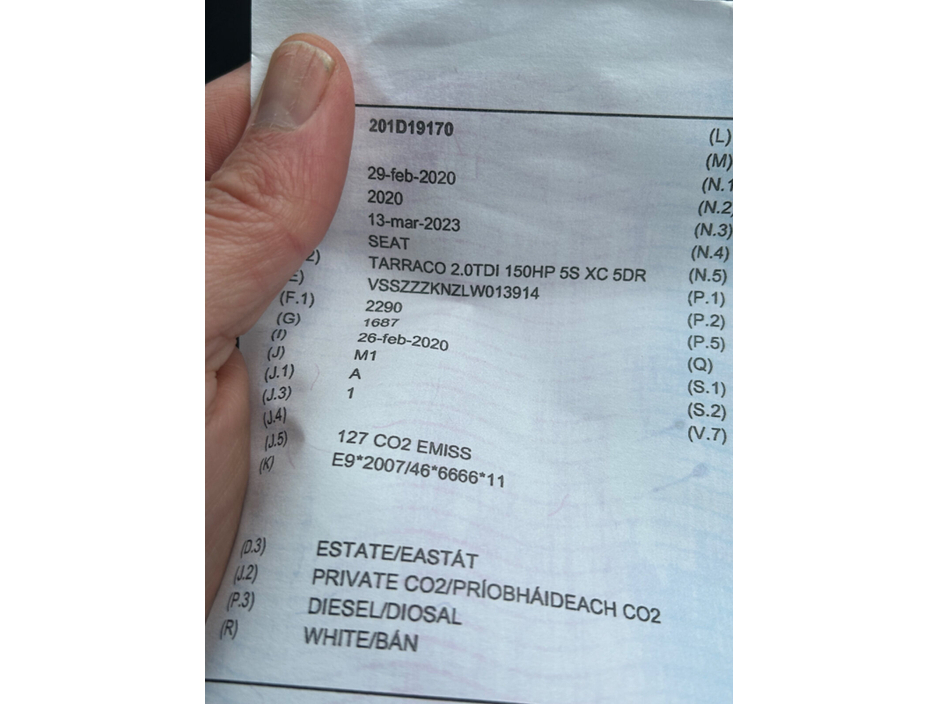 201D19170 (L)
(M)
29-feb-2020 (N.1
2020 (N.2
13-mar-2023 (N.3)
SEAT (N.4)
2) TARRACO 2.0TDI 150HP 5S XC 5DR (N.5)
E) VSSZZZKNZLW013914 (P.1)
(F.1) 2290 (P.2)
(G) 1687 (P.5)
(I) 26-feb-2020 (Q)
(J) M1 (S.1)
(J.1) A (S.2)
(J.3) 1 (V.7)
(J.4)
(J.5) 127 CO2 EMISS
(K) E9*2007/46*6666*11
(D.3) ESTATE/EASTÁT
(J.2) PRIVATE CO2/PRÍOBHÁIDEACH CO2
(P.3) DIESEL/DIOSAL
(R) WHITE/BÁN